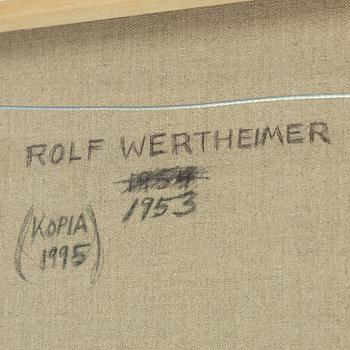 ROLF WERTHEIMER
1954
1953
(KOPIA
1995)